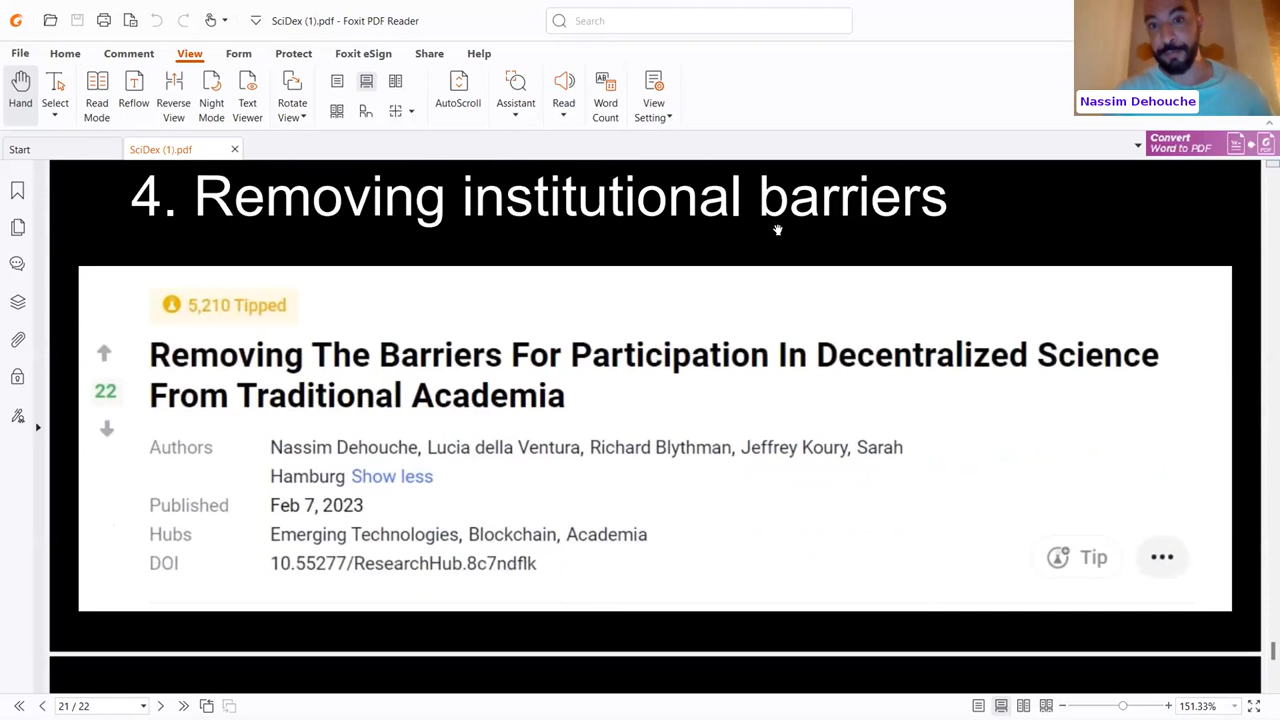 SciDex (1).pdf - Foxit PDF Reader
Search
File Home Comment View Form Protect Foxit eSign Share Help
Hand
Select
Read Mode
Reflow
Reverse View
Night Mode
Text Viewer
Rotate View
AutoScroll
Assistant
Read
Word Count
View Setting
Nassim Dehouche
Start
SciDex (1).pdf
Convert
Word to PDF
4. Removing institutional barriers
5,210 Tipped
Removing The Barriers For Participation In Decentralized Science
22
From Traditional Academia
Authors Nassim Dehouche, Lucia della Ventura, Richard Blythman, Jeffrey Koury, Sarah
Hamburg Show less
Published Feb 7, 2023
Hubs Emerging Technologies, Blockchain, Academia
DOI 10.55277/ResearchHub.8c7ndflk
Tip
21 / 22
151.33%